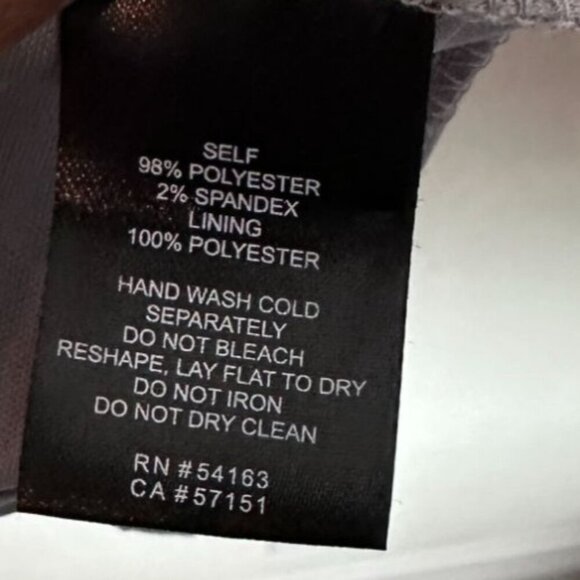 SELF
98% POLYESTER
2% SPANDEX
LINING
100% POLYESTER
HAND WASH COLD
SEPARATELY
DO NOT BLEACH
RESHAPE, LAY FLAT TO DRY
DO NOT IRON
DO NOT DRY CLEAN
RN #54163
CA #57151